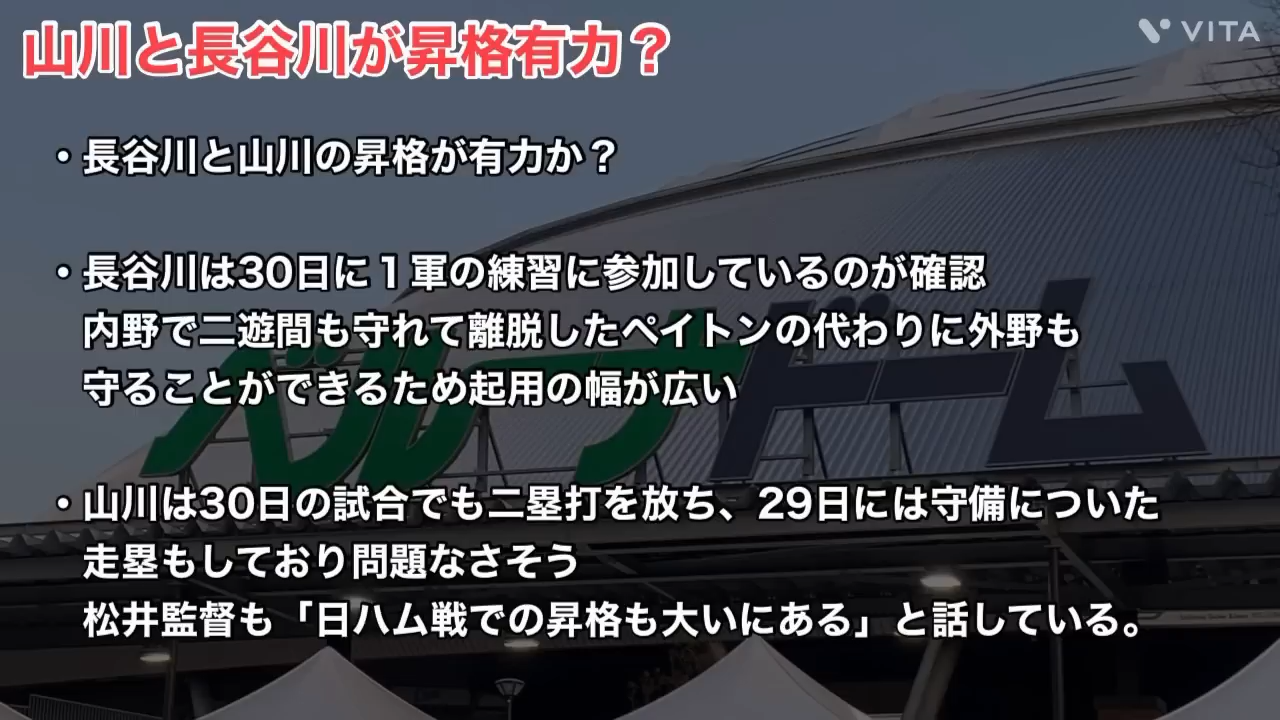 山川と長谷川が昇格有力？
VITA
・長谷川と山川の昇格が有力か？
・長谷川は30日に１軍の練習に参加しているのが確認
内野で二遊間も守れて離脱したペイトンの代わりに外野も
守ることができるため起用の幅が広い
ベルーナドーム
・山川は30日の試合でも二塁打を放ち、29日には守備についた
走塁もしており問題なさそう
松井監督も「日ハム戦での昇格も大いにある」と話している。